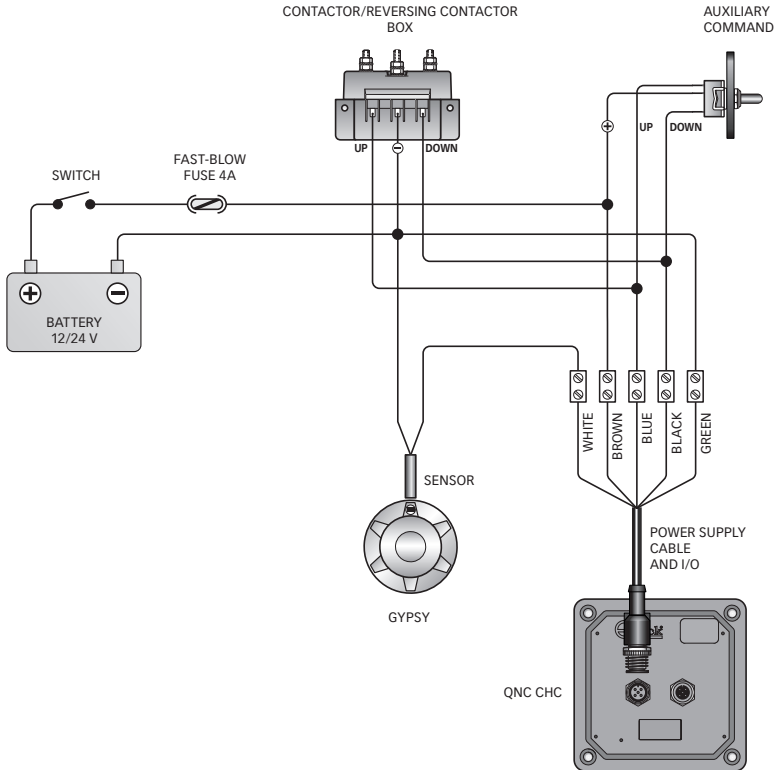 CONTACTOR/REVERSING CONTACTOR
BOX
AUXILIARY
COMMAND
UP
DOWN
UP
DOWN
FAST-BLOW
FUSE 4A
SWITCH
BATTERY
12/24 V
WHITE
BROWN
BLUE
BLACK
GREEN
SENSOR
GYPSY
POWER SUPPLY
CABLE
AND I/O
QNC CHC